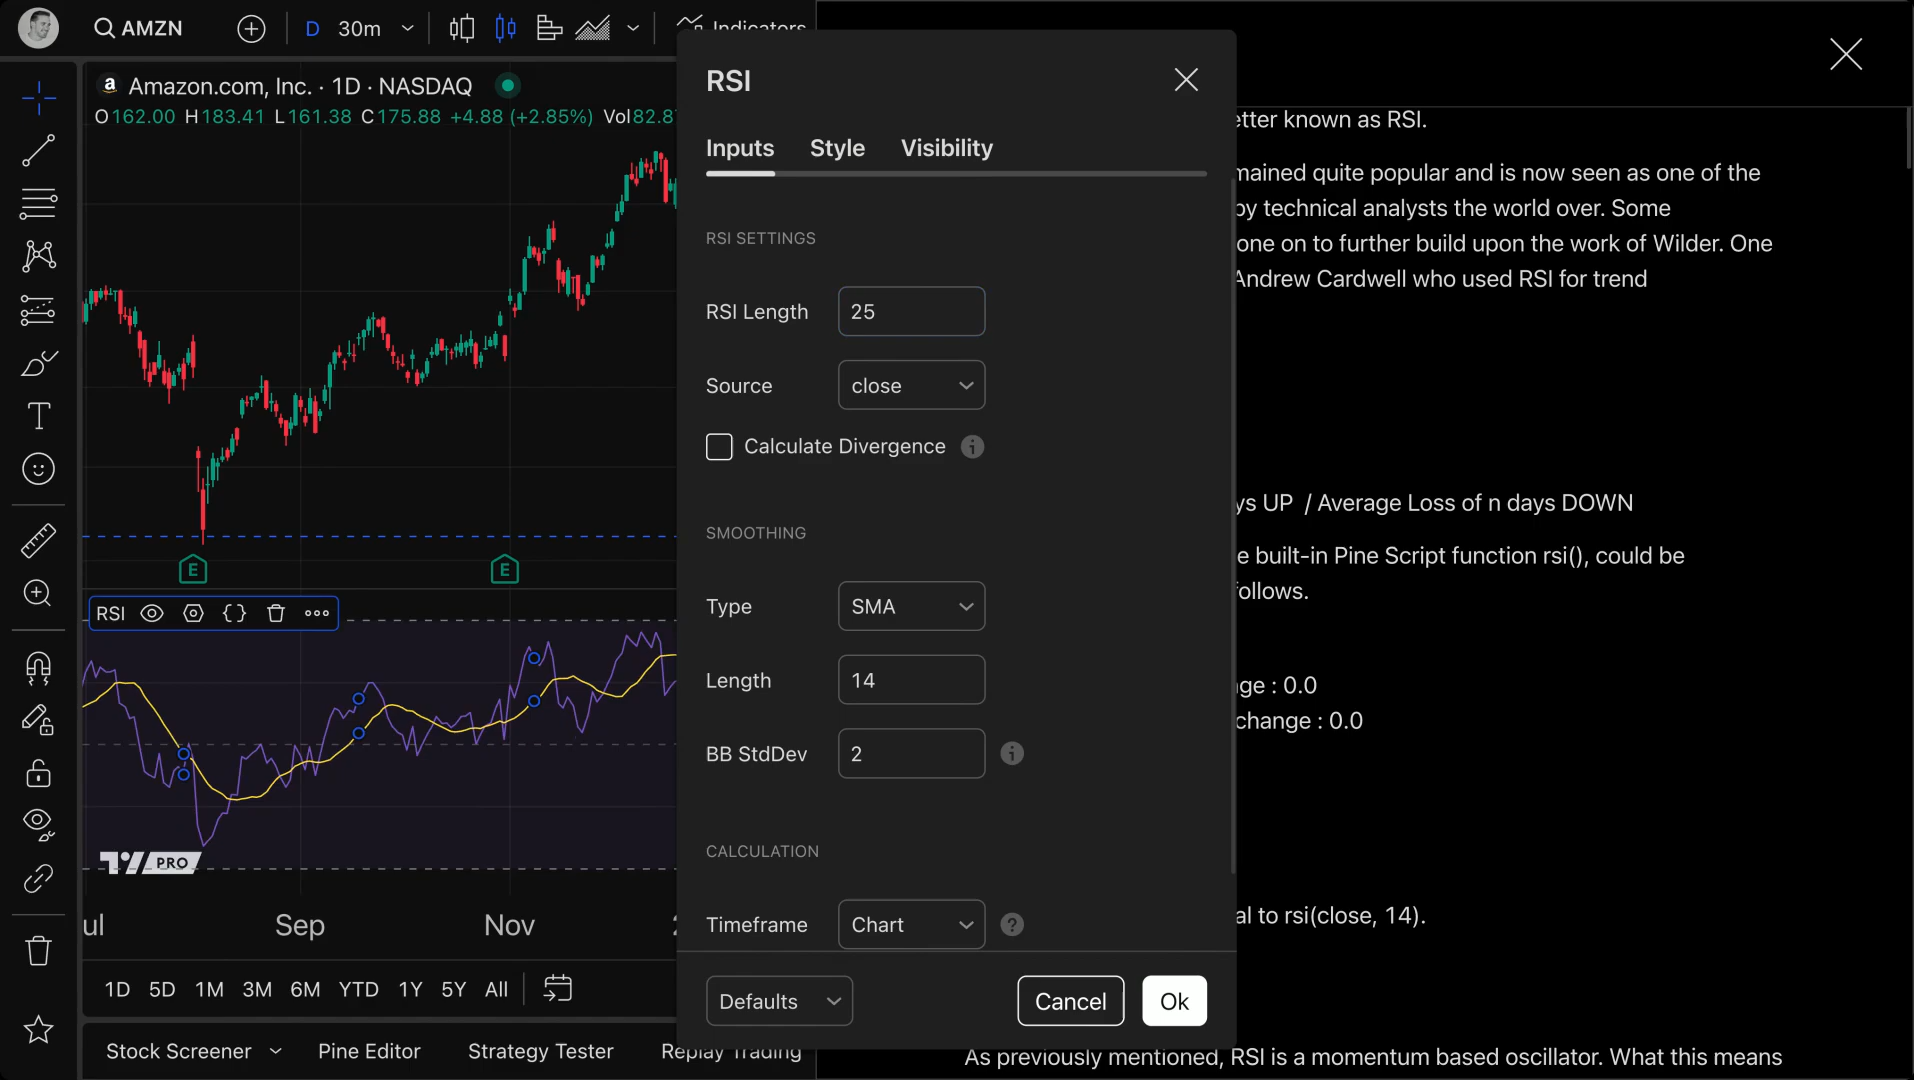 AMZN
D 30m
Indicators
a Amazon.com, Inc. · 1D · NASDAQ
O162.00 H183.41 L161.38 C175.88 +4.88 (+2.85%) Vol82.8
E
E
RSI
PRO
ul Sep Nov 2
1D 5D 1M 3M 6M YTD 1Y 5Y All
Stock Screener Pine Editor Strategy Tester Replay Trading
RSI
Inputs Style Visibility
RSI SETTINGS
RSI Length 25
Source close
Calculate Divergence
SMOOTHING
Type SMA
Length 14
BB StdDev 2
CALCULATION
Timeframe Chart ?
Defaults Cancel Ok
etter known as RSI.
mained quite popular and is now seen as one of the
by technical analysts the world over. Some
one on to further build upon the work of Wilder. One
Andrew Cardwell who used RSI for trend
ys UP / Average Loss of n days DOWN
e built-in Pine Script function rsi(), could be
follows.
ge : 0.0
change : 0.0
al to rsi(close, 14).
As previously mentioned, RSI is a momentum based oscillator. What this means